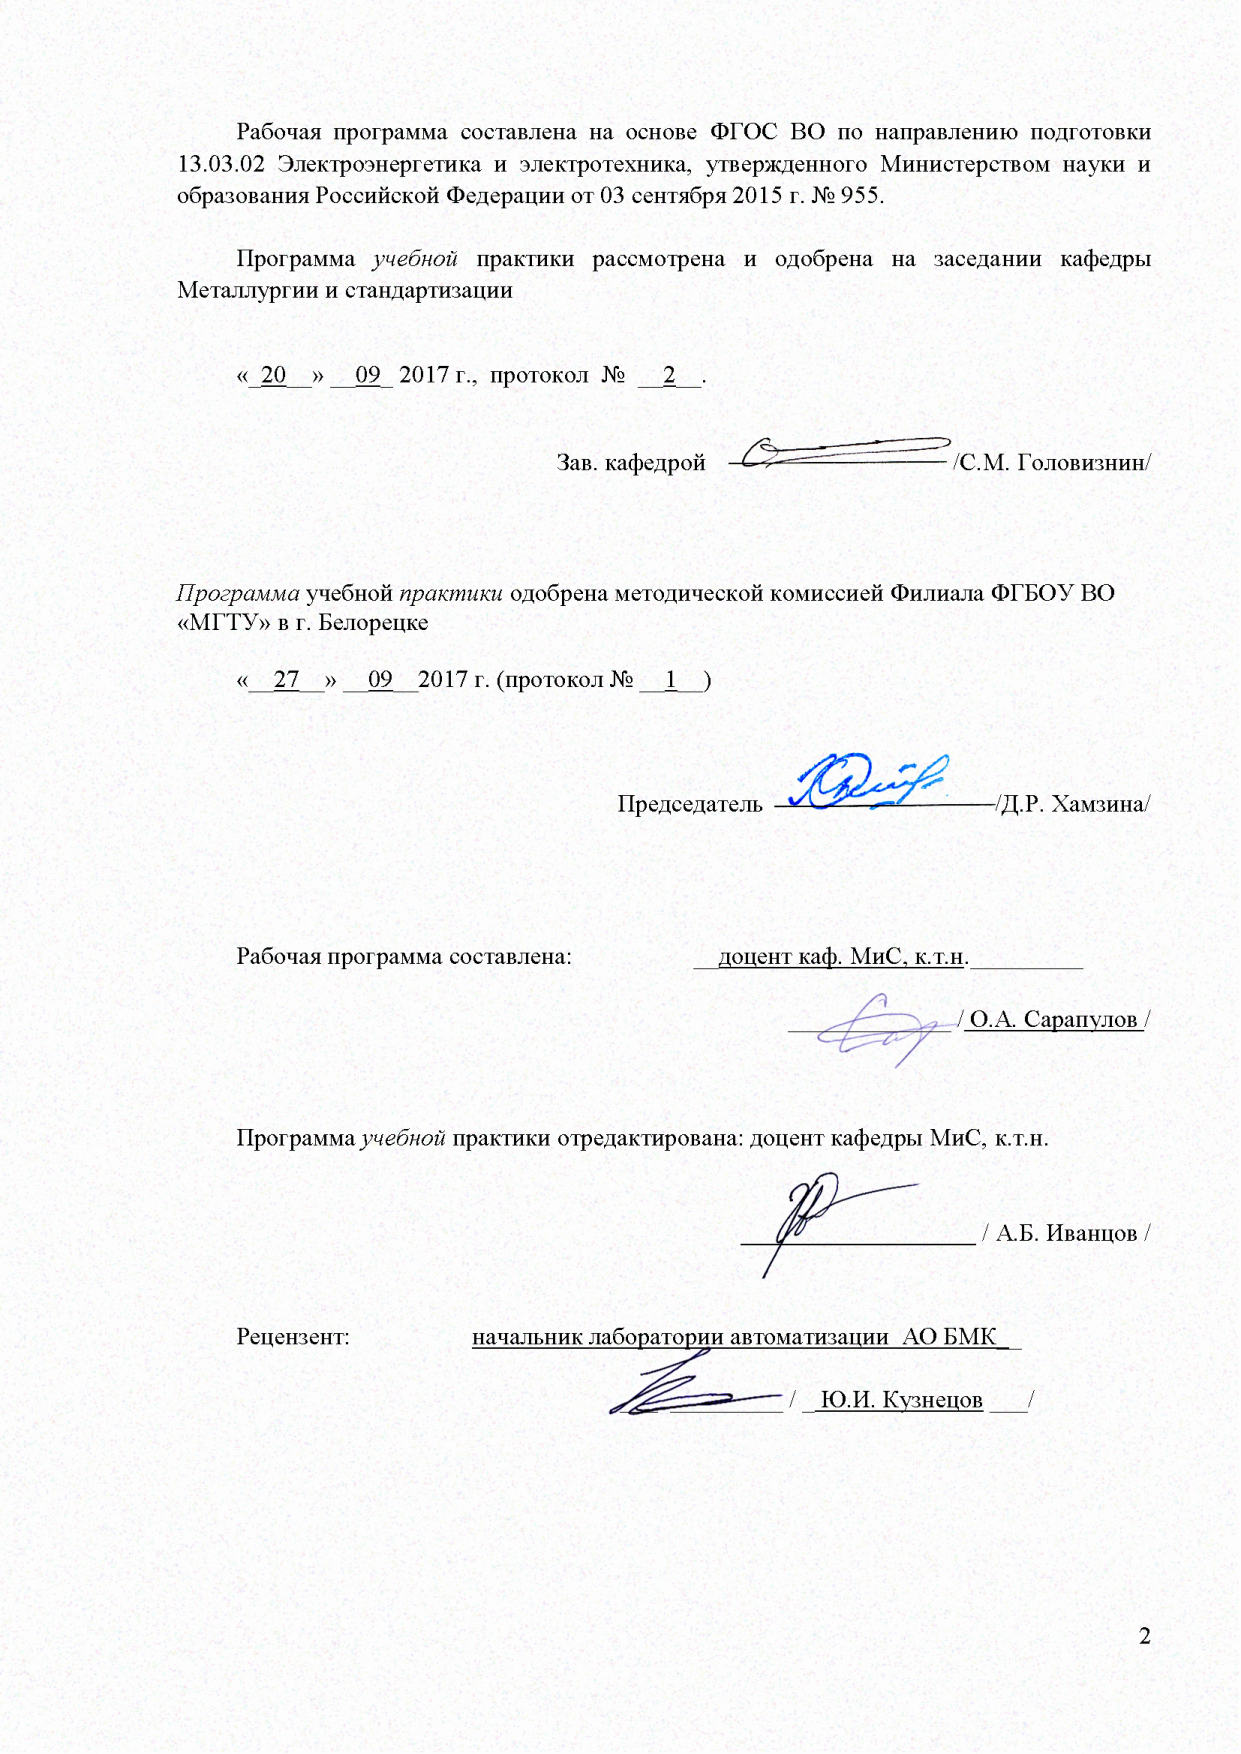 Рабочая программа составлена на основе ФГОС ВО по направлению подготовки
13.03.02 Электроэнергетика и электротехника, утвержденного Министерством науки и
образования Российской Федерации от 03 сентября 2015 г. № 955.
Программа учебной практики рассмотрена и одобрена на заседании кафедры
Металлургии и стандартизации
«_20__» __09_ 2017 г., протокол № __2__.
Зав. кафедрой /С.М. Головизнин/
Программа учебной практики одобрена методической комиссией Филиала ФГБОУ ВО
«МГТУ» в г. Белорецке
«__27__» __09__2017 г. (протокол № __1__)
Председатель /Д.Р. Хамзина/
Рабочая программа составлена: __доцент каф. МиС, к.т.н._________
_____________ / О.А. Сарапулов /
Программа учебной практики отредактирована: доцент кафедры МиС, к.т.н.
/ А.Б. Иванцов /
Рецензент: начальник лаборатории автоматизации АО БМК__
_____________ / _ Ю.И. Кузнецов ___/
2